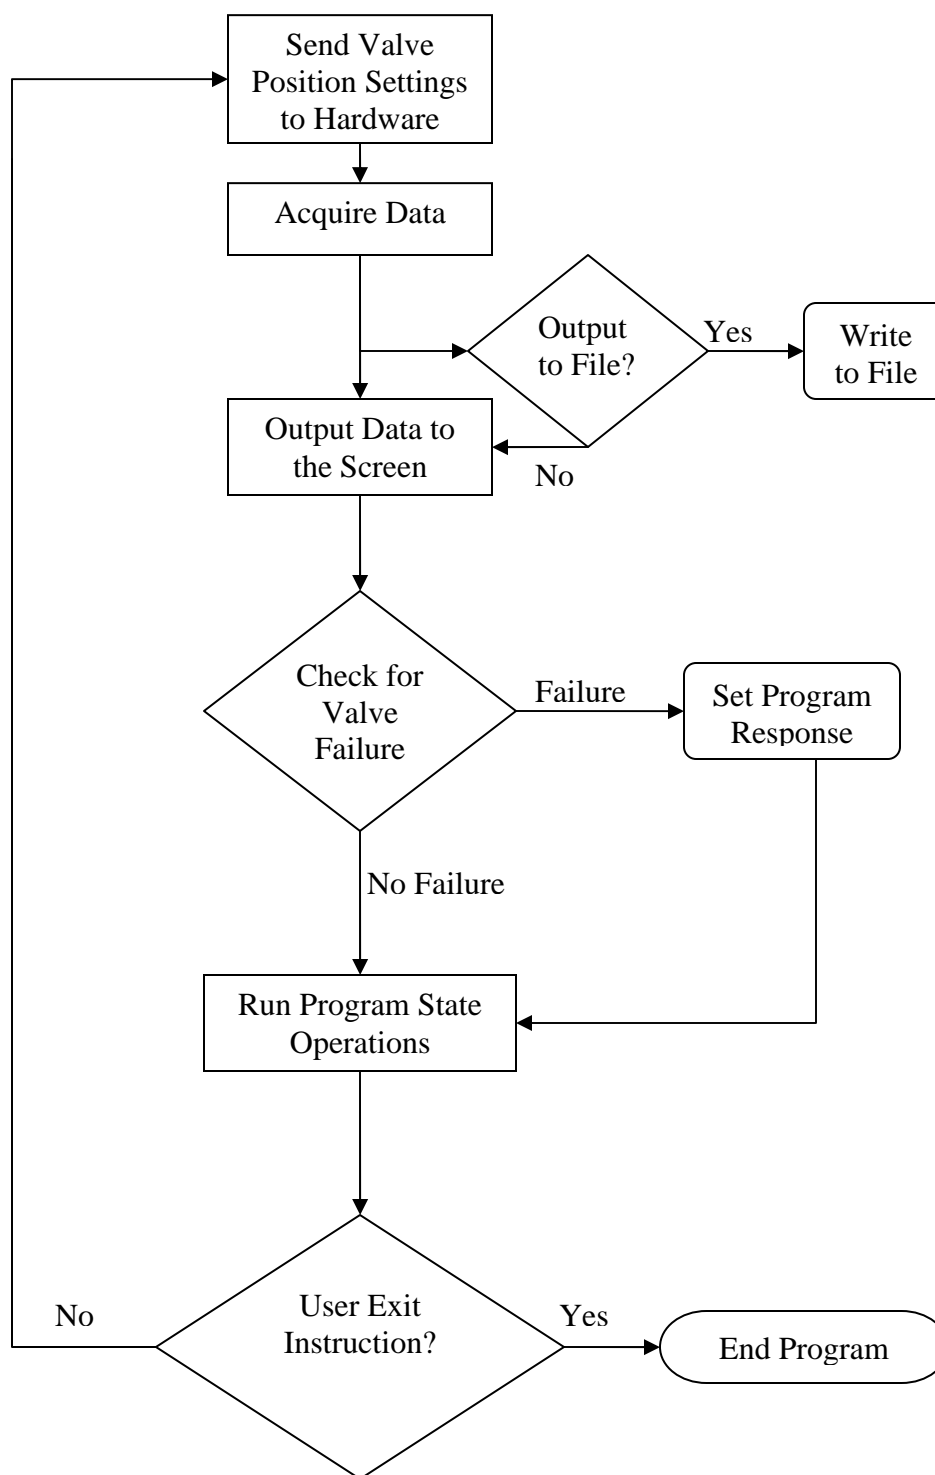 Send Valve
Position Settings
to Hardware
Acquire Data
Output
to File?
Yes
Write
to File
Output Data to
the Screen
No
Check for
Valve
Failure
Failure
Set Program
Response
No Failure
Run Program State
Operations
No
User Exit
Instruction?
Yes
End Program